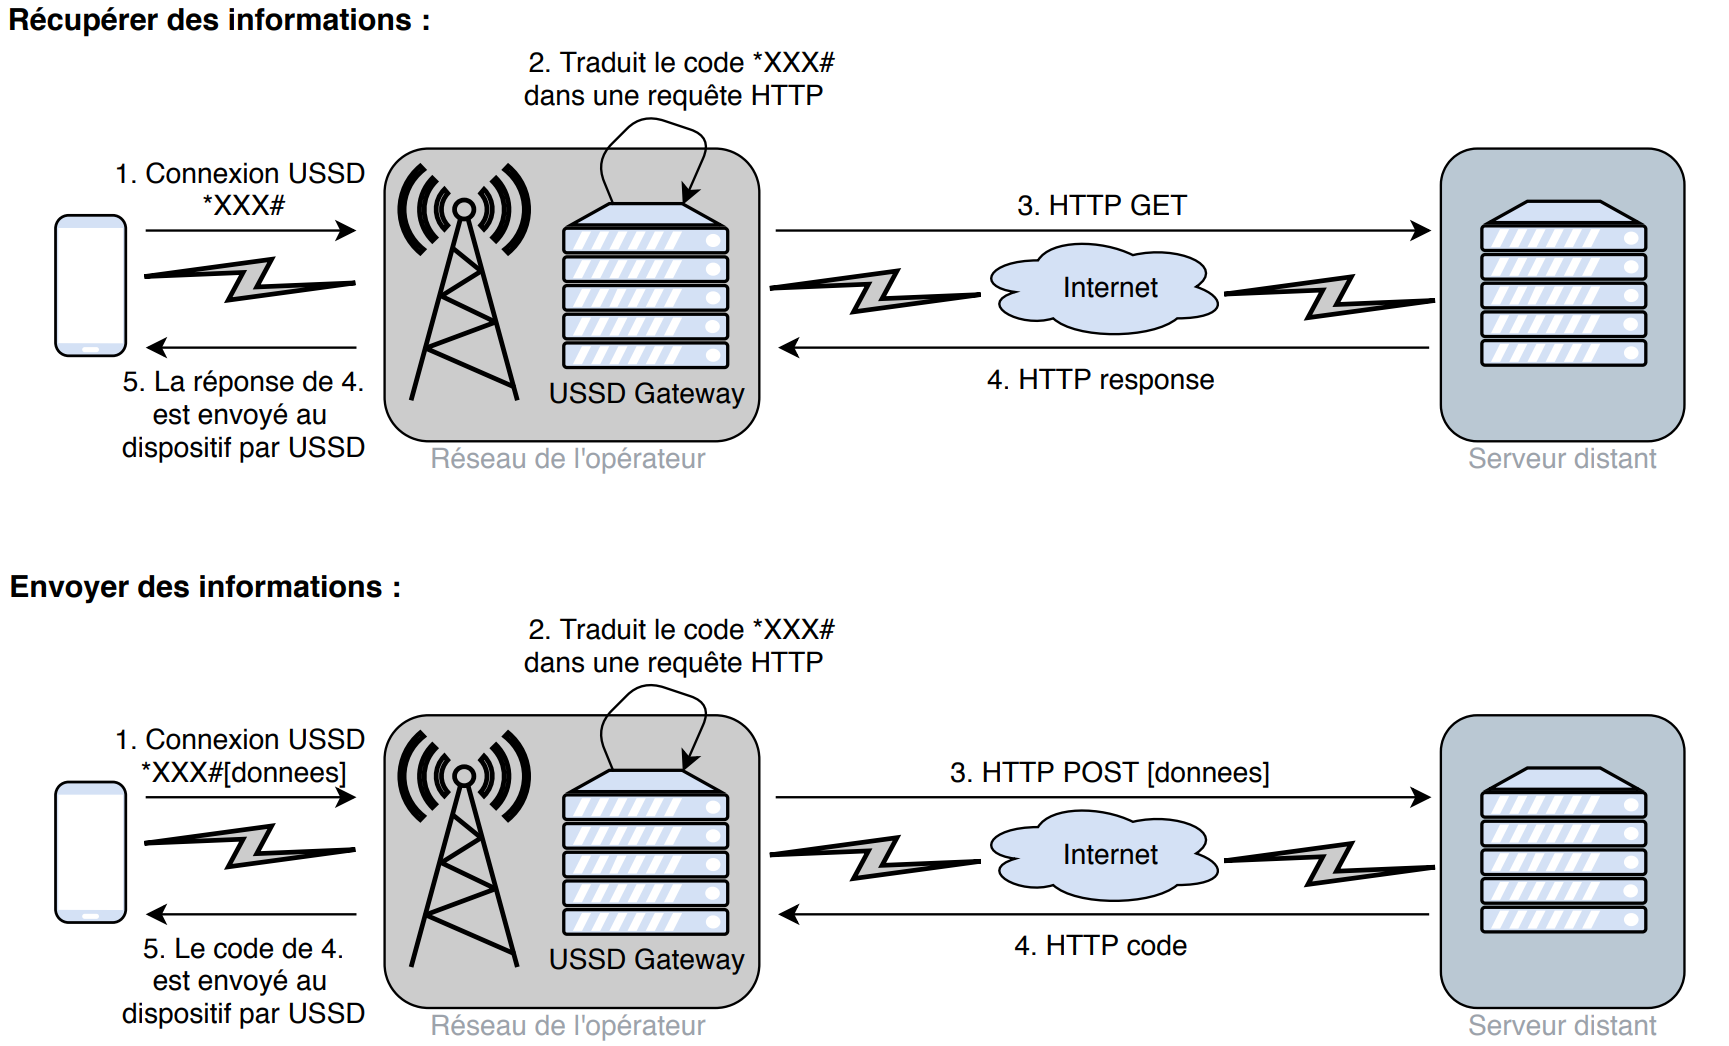 Récupérer des informations :
2. Traduit le code *XXX#
dans une requête HTTP
1. Connexion USSD
*XXX#
3. HTTP GET
Internet
4. HTTP response
5. La réponse de 4.
est envoyé au
dispositif par USSD
USSD Gateway
Réseau de l'opérateur
Serveur distant
Envoyer des informations :
2. Traduit le code *XXX#
dans une requête HTTP
1. Connexion USSD
*XXX#[donnees]
3. HTTP POST [donnees]
Internet
4. HTTP code
5. Le code de 4.
est envoyé au
dispositif par USSD
USSD Gateway
Réseau de l'opérateur
Serveur distant